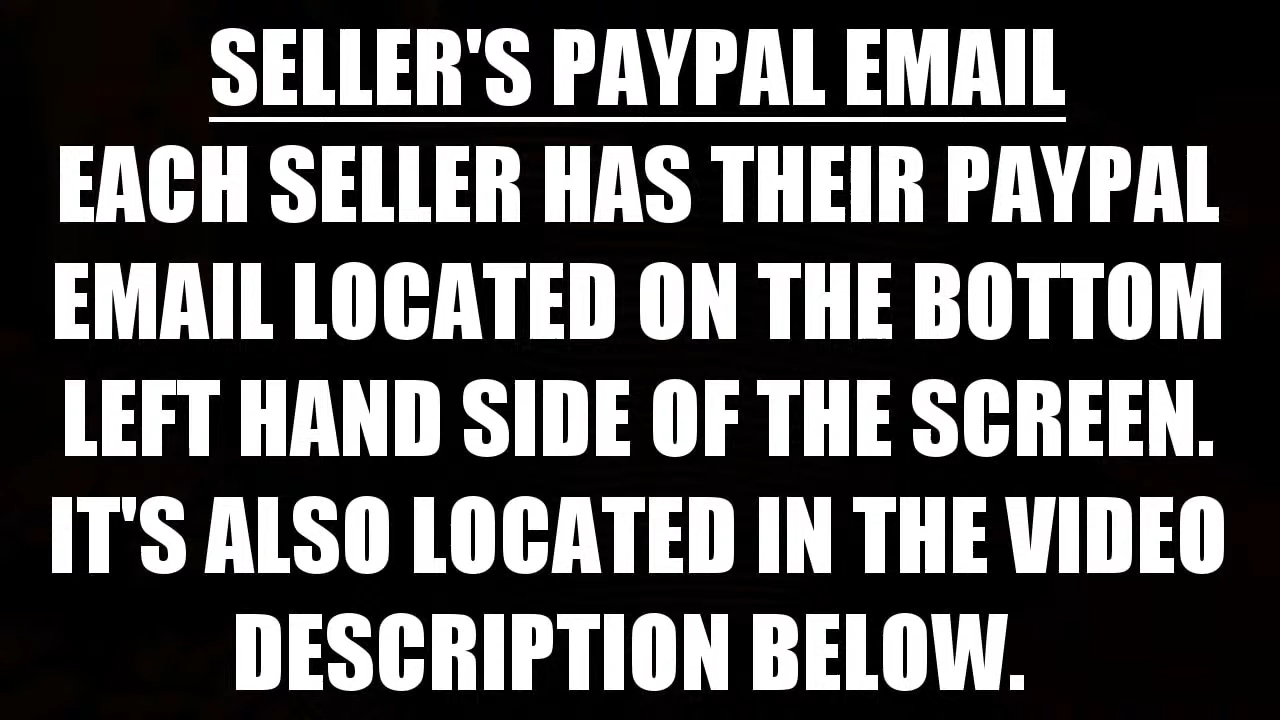 SELLER'S PAYPAL EMAIL
EACH SELLER HAS THEIR PAYPAL
EMAIL LOCATED ON THE BOTTOM
LEFT HAND SIDE OF THE SCREEN.
IT'S ALSO LOCATED IN THE VIDEO
DESCRIPTION BELOW.